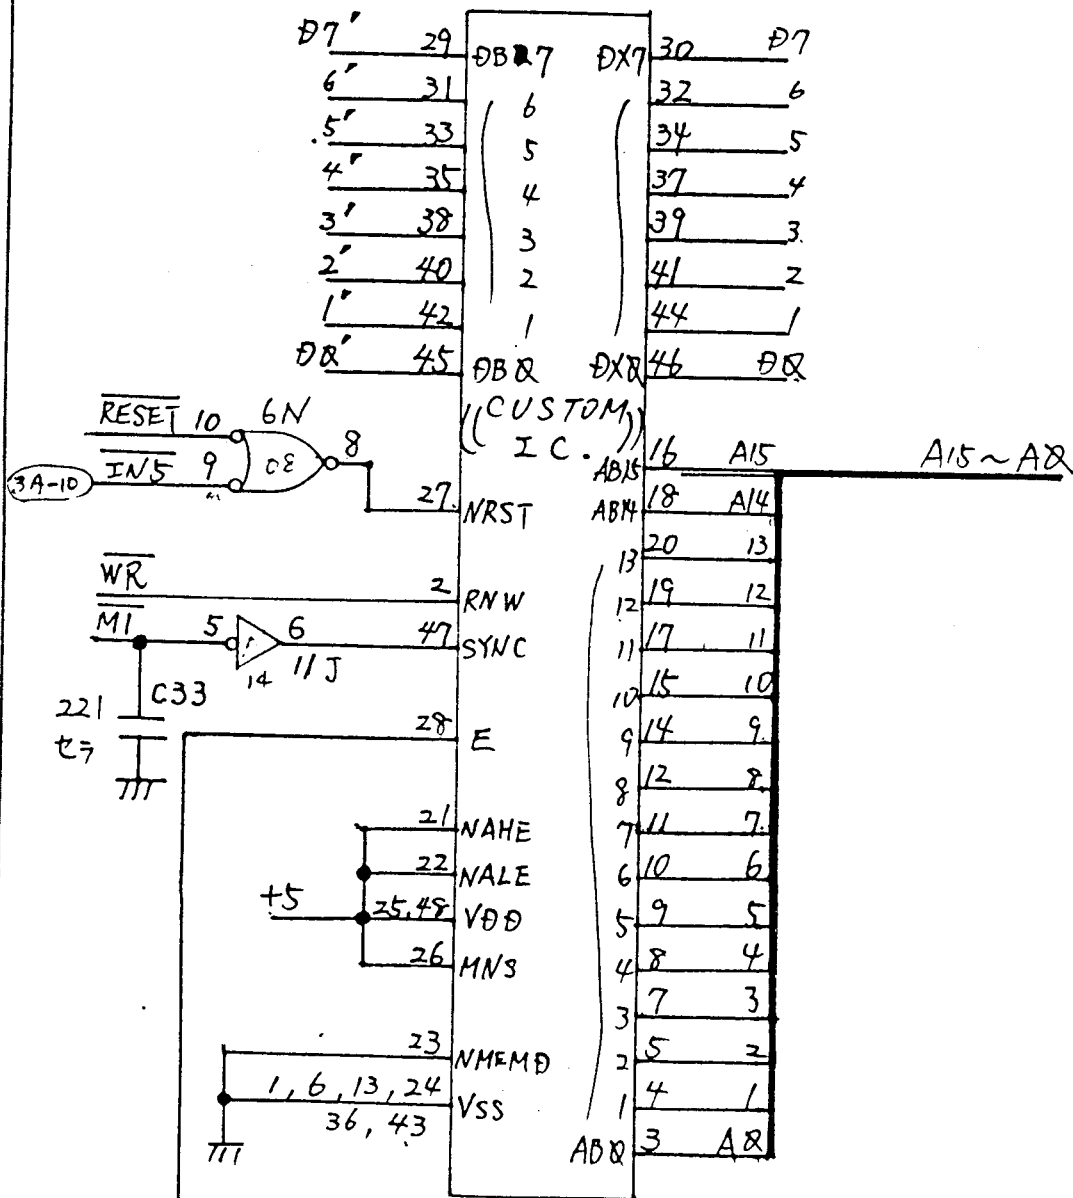 D7' 29 DB 7 DX7 30 D7
6' 31 6 32 6
5' 33 5 34 5
4' 35 4 37 4
3' 38 3 39 3
2' 40 2 41 2
1' 42 1 44 1
D0' 45 DB0 DX0 46 D0
((CUSTOM
IC.))
RESET 10 6N 8
IN5 9 08
3A-10
27 NRST
WR 2 RNW
M1 5 6 47 SYNC
14 11J
C33
221
セラ
28 E
21 NAHE
22 NALE
+5 25,48 VDD
26 MNS
23 NMEMD
1, 6, 13, 24 VSS
36, 43
AB15 16 A15 A15~A0
AB14 18 A14
13 20 13
12 19 12
11 17 11
10 15 10
9 14 9
8 12 8
7 11 7
6 10 6
5 9 5
4 8 4
3 7 3
2 5 2
1 4 1
AB0 3 A0